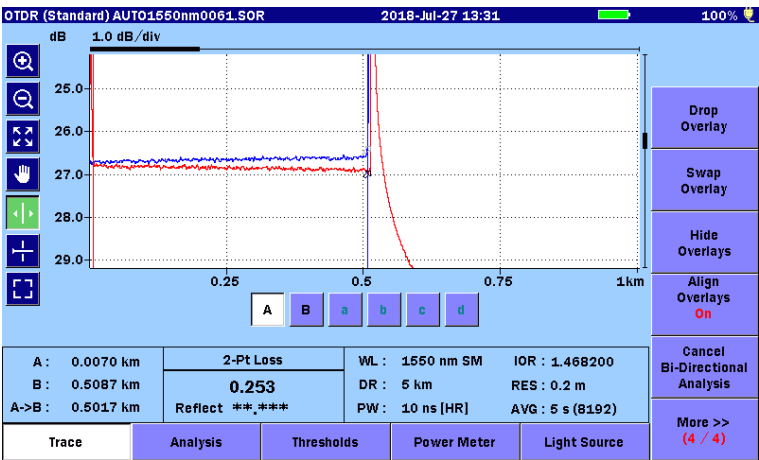 OTDR (Standard) AUTO1550nm0061.SOR 2018-Jul-27 13:31 100%
dB 1.0 dB/div
25.0
26.0
27.0
28.0
29.0
0.25 0.5 0.75 1km
A B a b c d
Drop
Overlay
Swap
Overlay
Hide
Overlays
Align
Overlays
On
Cancel
Bi-Directional
Analysis
More >>
(4 / 4)
A : 0.0070 km
B : 0.5087 km
A->B : 0.5017 km
2-Pt Loss
0.253
Reflect **.***
WL : 1550 nm SM IOR : 1.468200
DR : 5 km RES : 0.2 m
PW : 10 ns [HR] AVG : 5 s (8192)
Trace Analysis Thresholds Power Meter Light Source